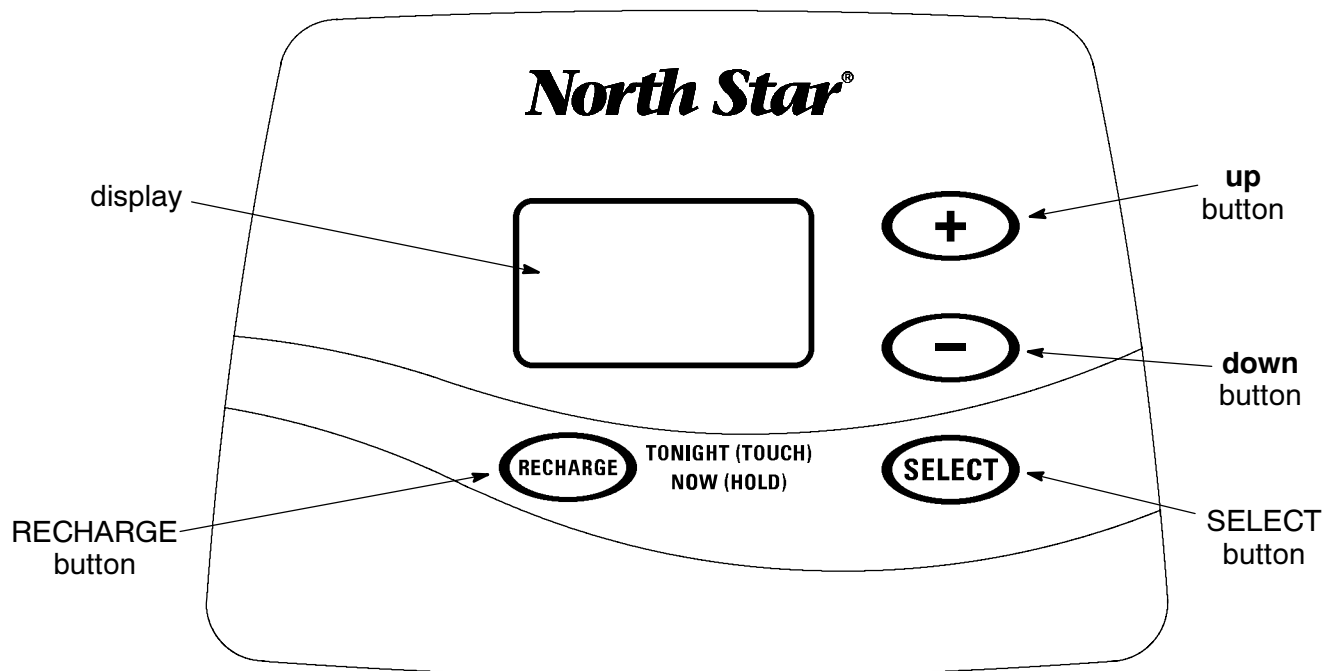 North Star®
display
+
up
button
−
down
button
RECHARGE
TONIGHT (TOUCH)
NOW (HOLD)
SELECT
RECHARGE
button
SELECT
button